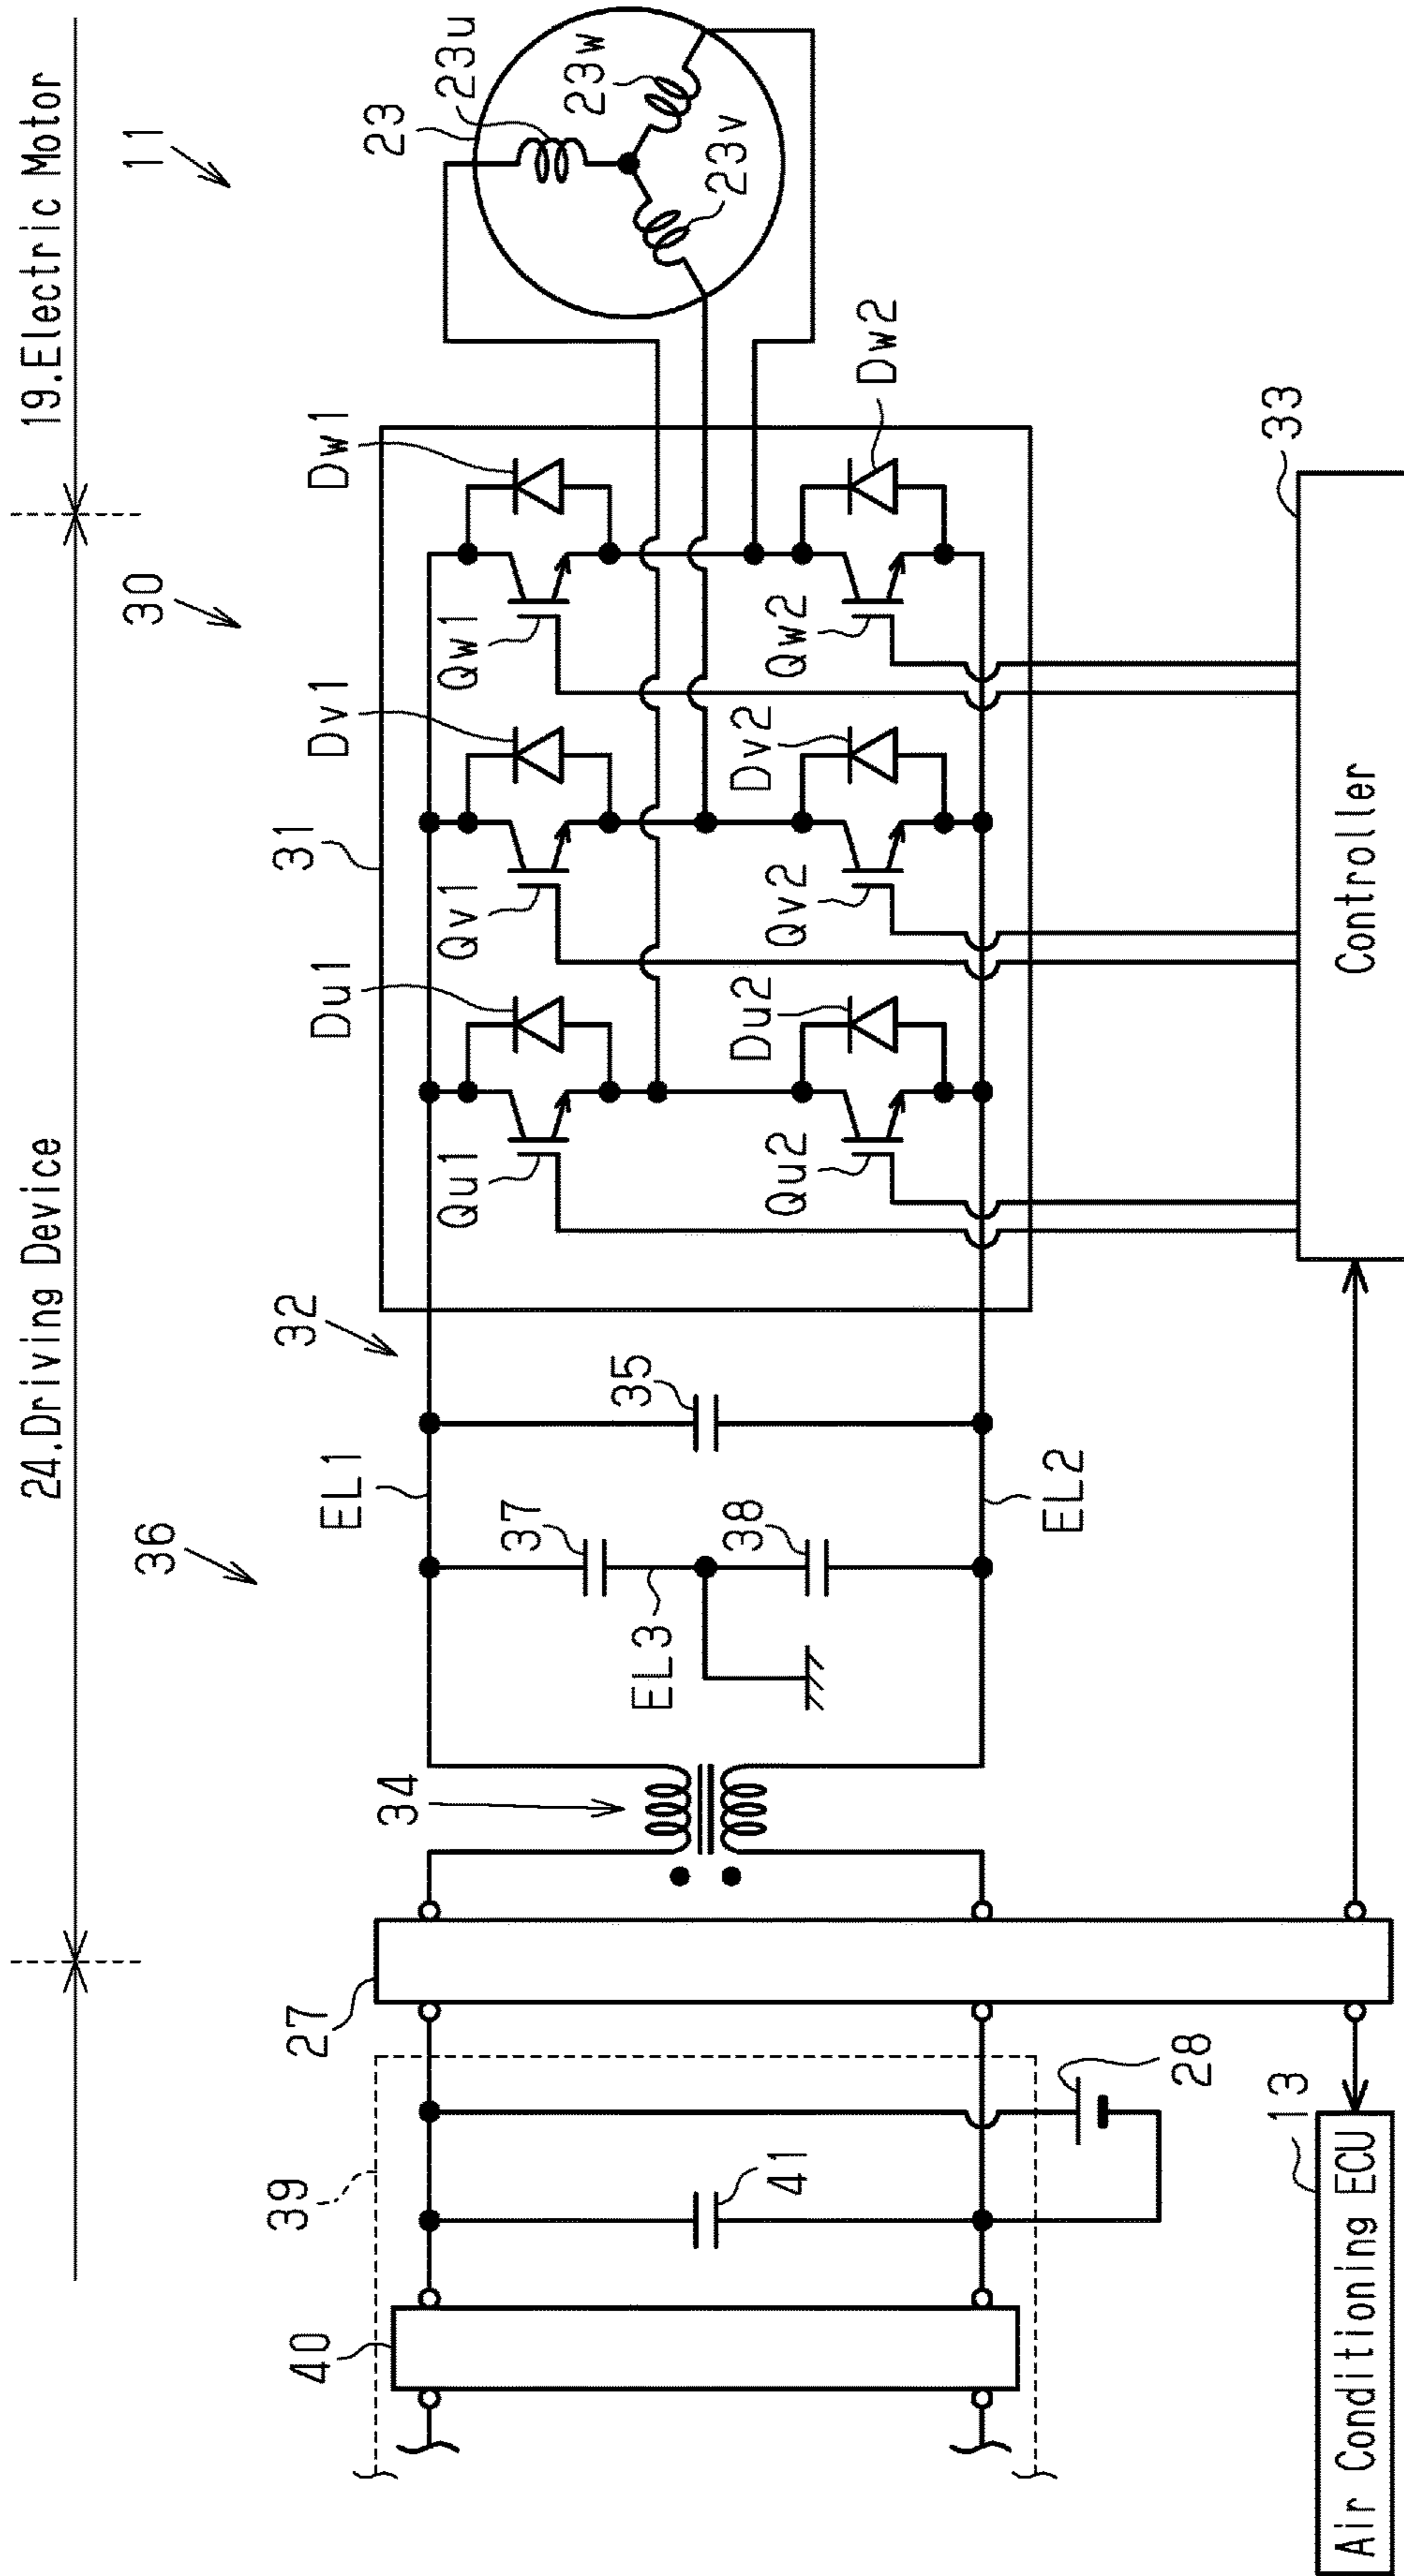 24.Driving Device
19.Electric Motor
36
30
11
39
27
34
EL1
32
31
Du1
Dv1
Dw1
23
23u
40
37
35
Qu1
Qv1
Qw1
23w
EL3
41
38
Du2
Dv2
23v
Qu2
Qv2
Qw2
Dw2
EL2
28
13
33
Air Conditioning ECU
Controller